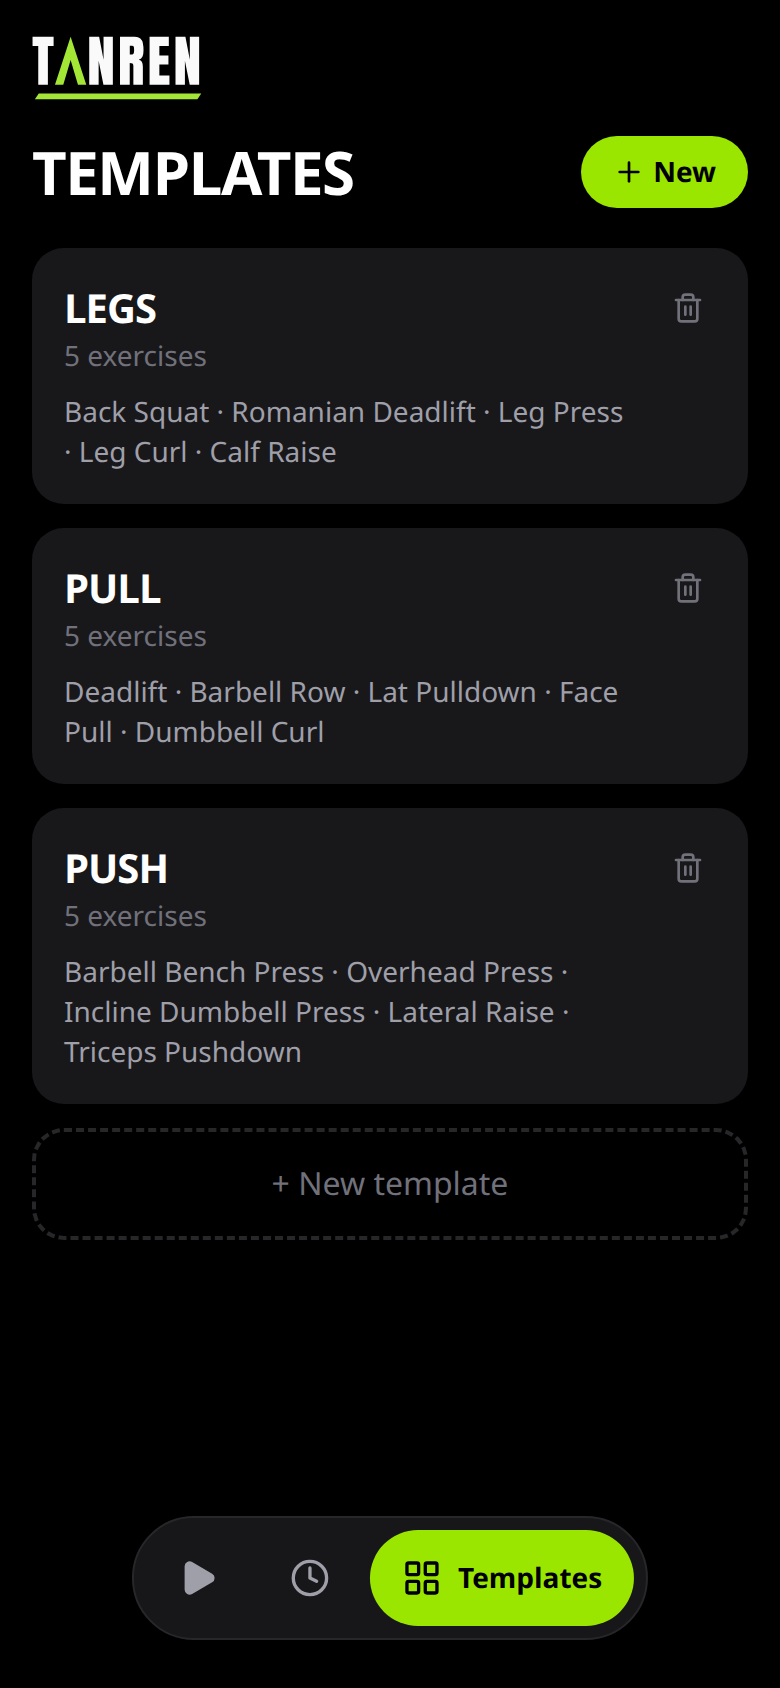 TANREN
TEMPLATES
+ New
LEGS
5 exercises
Back Squat · Romanian Deadlift · Leg Press
· Leg Curl · Calf Raise
PULL
5 exercises
Deadlift · Barbell Row · Lat Pulldown · Face
Pull · Dumbbell Curl
PUSH
5 exercises
Barbell Bench Press · Overhead Press ·
Incline Dumbbell Press · Lateral Raise ·
Triceps Pushdown
+ New template
Templates